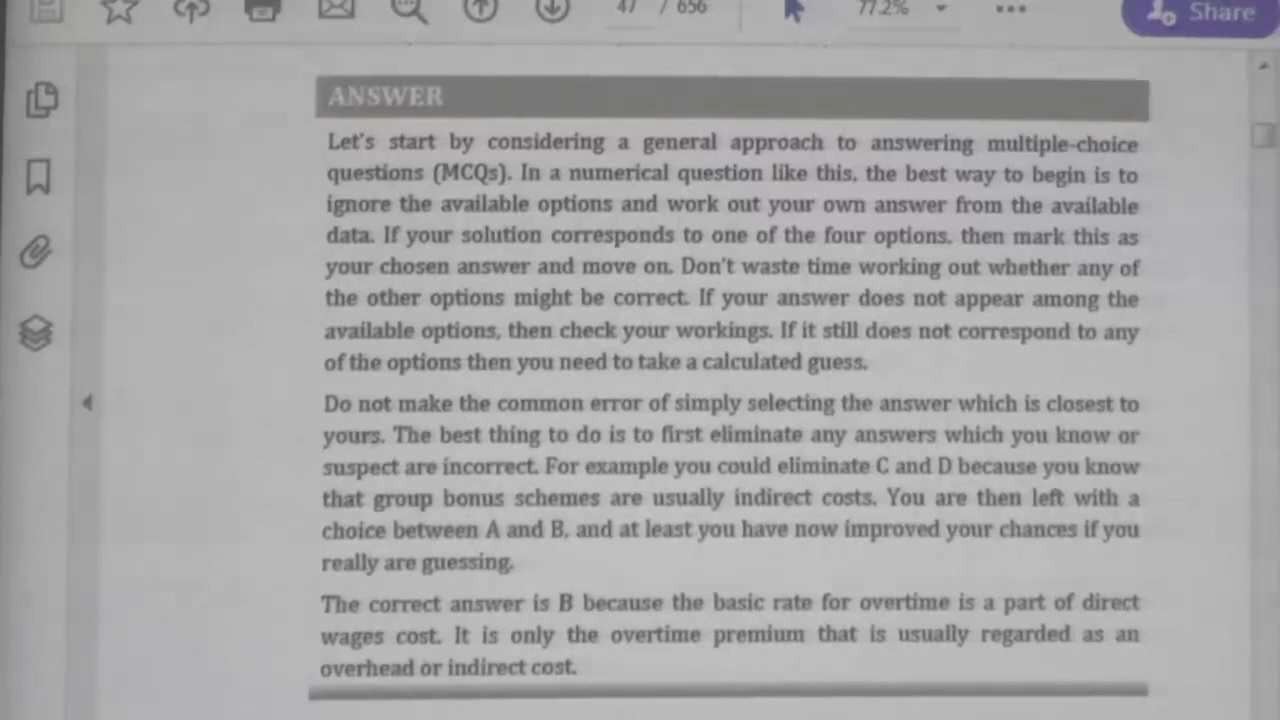 47 / 656
77.2%
Share
ANSWER
Let's start by considering a general approach to answering multiple-choice
questions (MCQs). In a numerical question like this, the best way to begin is to
ignore the available options and work out your own answer from the available
data. If your solution corresponds to one of the four options, then mark this as
your chosen answer and move on. Don't waste time working out whether any of
the other options might be correct. If your answer does not appear among the
available options, then check your workings. If it still does not correspond to any
of the options then you need to take a calculated guess.
Do not make the common error of simply selecting the answer which is closest to
yours. The best thing to do is to first eliminate any answers which you know or
suspect are incorrect. For example you could eliminate C and D because you know
that group bonus schemes are usually indirect costs. You are then left with a
choice between A and B, and at least you have now improved your chances if you
really are guessing.
The correct answer is B because the basic rate for overtime is a part of direct
wages cost. It is only the overtime premium that is usually regarded as an
overhead or indirect cost.